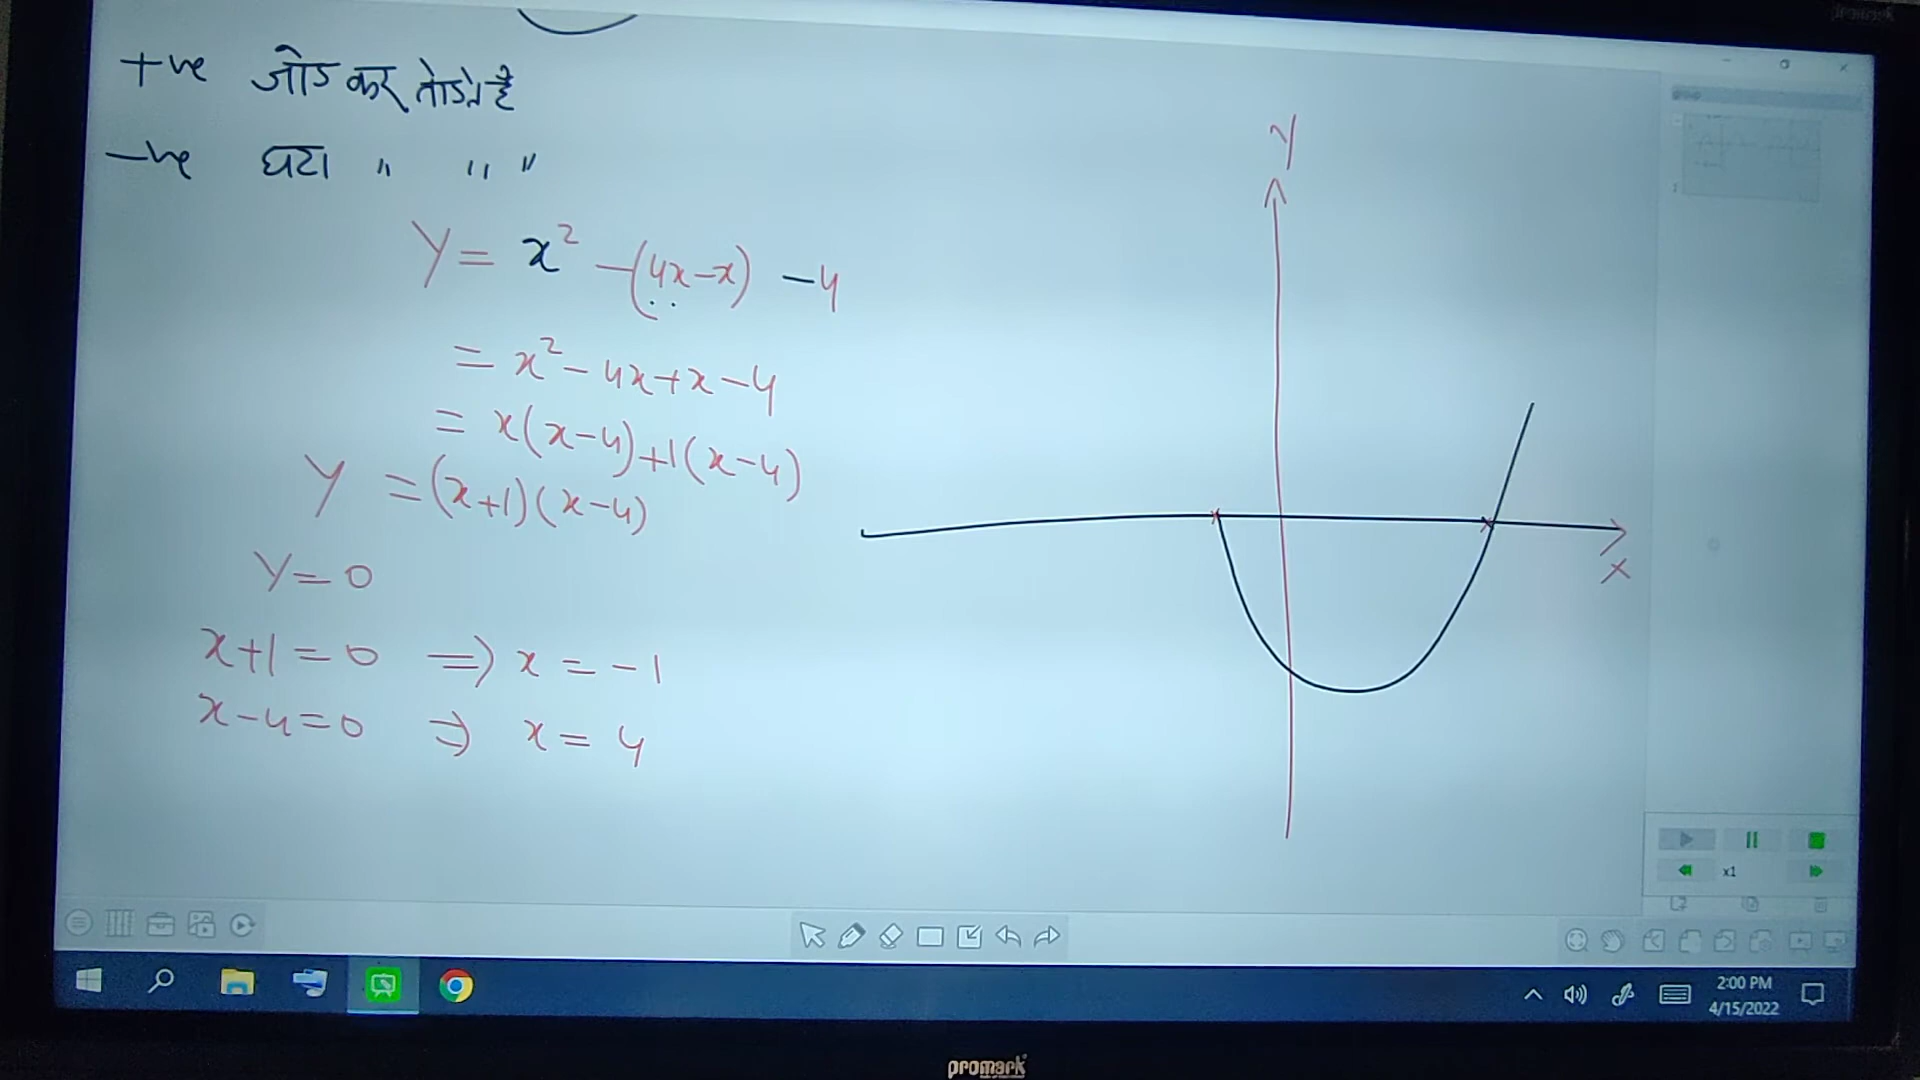 +ve जोड कर तोडते है
-ve घटा " " "
Y = x² -(4x-x) -4
= x² - 4x+x-4
= x(x-4)+1(x-4)
Y = (x+1)(x-4)
Y = 0
x+1 = 0 => x = -1
x-4=0 => x = 4
Y
X
x1
2:00 PM
4/15/2022
promark